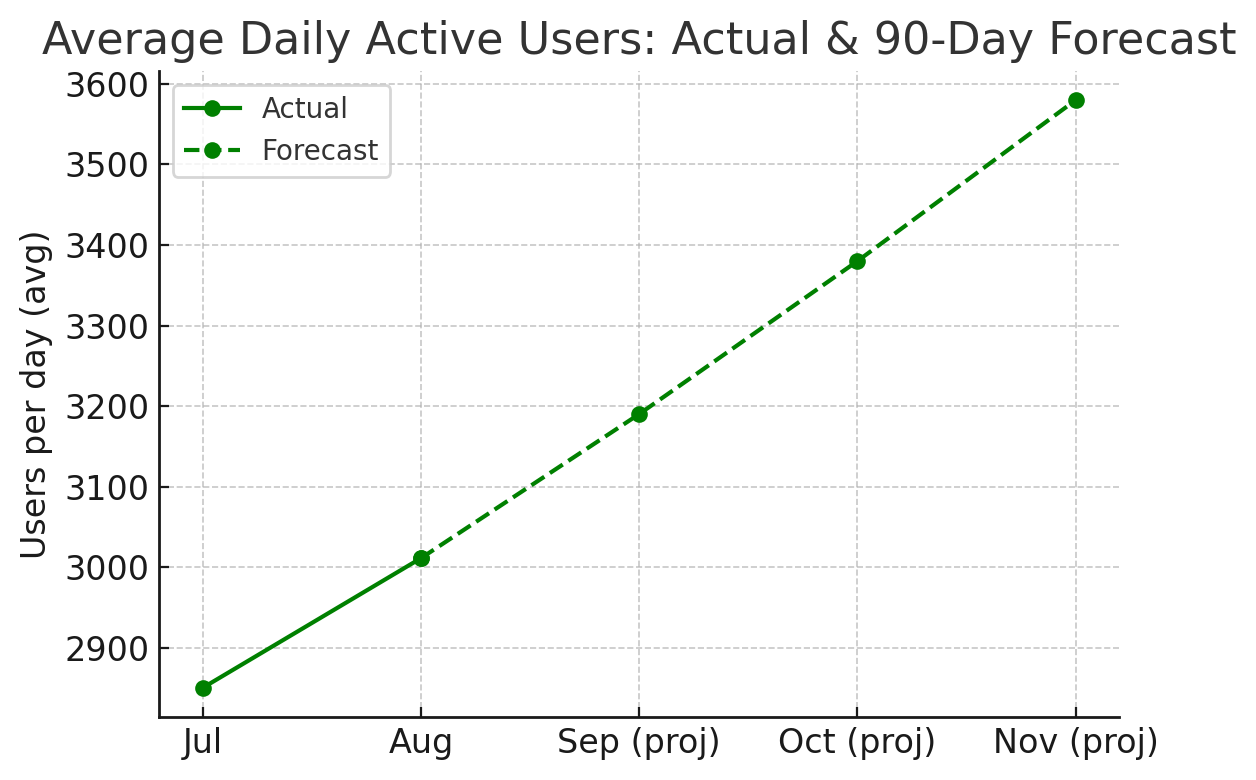 Average Daily Active Users: Actual & 90-Day Forecast
Actual
Forecast
Users per day (avg)
3600
3500
3400
3300
3200
3100
3000
2900
Jul
Aug
Sep (proj)
Oct (proj)
Nov (proj)